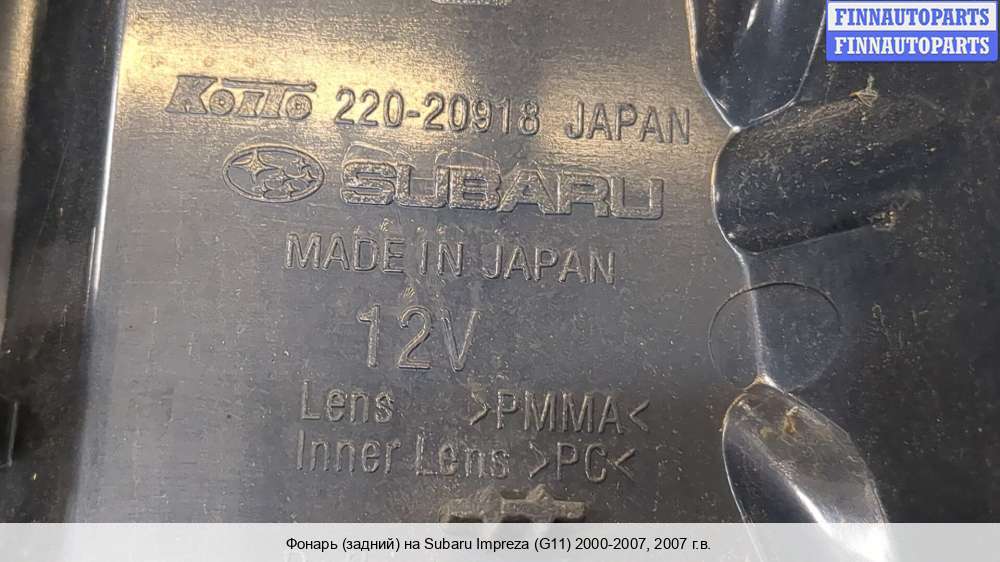 FINNAUTOPARTS
FINNAUTOPARTS
KOITO 220-20918 JAPAN
SUBARU
MADE IN JAPAN
12V
Lens >PMMA<
Inner Lens >PC<
Фонарь (задний) на Subaru Impreza (G11) 2000-2007, 2007 г.в.